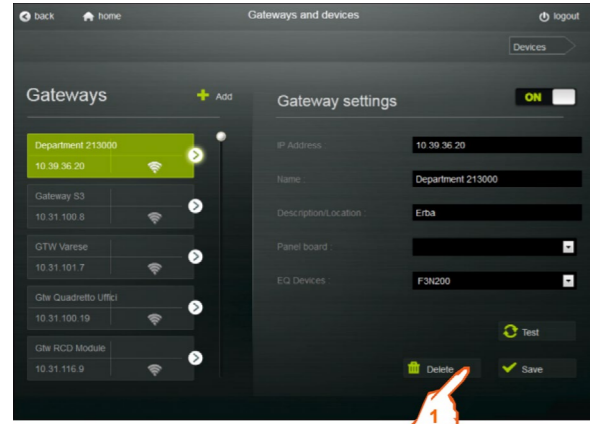 back home Gateways and devices logout
Devices
Gateways Add
Gateway settings ON
Department 213000
10.39.36.20
Gateway S3
10.31.100.8
GTW Varese
10.31.101.7
Gtw Quadretto Uffici
10.31.100.19
Gtw RCD Module
10.31.116.9
IP Address : 10.39.36.20
Name : Department 213000
Description/Location : Erba
Panel board :
EQ Devices : F3N200
Test
Delete Save
1